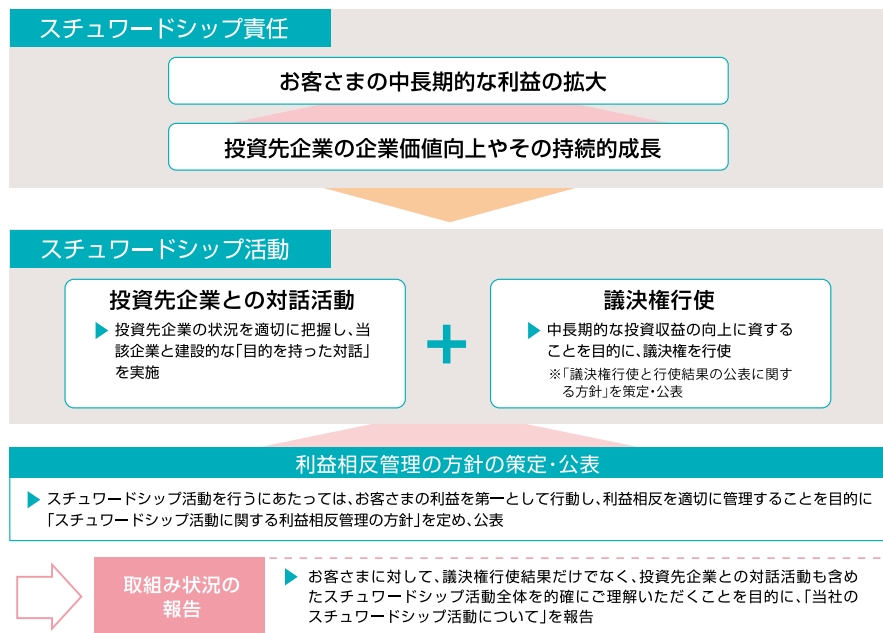 スチュワードシップ責任
お客さまの中長期的な利益の拡大
投資先企業の企業価値向上やその持続的成長
スチュワードシップ活動
投資先企業との対話活動
投資先企業の状況を適切に把握し、当
該企業と建設的な「目的を持った対話」
を実施
+
議決権行使
中長期的な投資収益の向上に資する
ことを目的に、議決権を行使
※「議決権行使と行使結果の公表に関す
る方針」を策定・公表
利益相反管理の方針の策定・公表
スチュワードシップ活動を行うにあたっては、お客さまの利益を第一として行動し、利益相反を適切に管理することを目的に
「スチュワードシップ活動に関する利益相反管理の方針」を定め、公表
取組み状況の
報告
お客さまに対して、議決権行使結果だけでなく、投資先企業との対話活動も含め
たスチュワードシップ活動全体を的確にご理解いただくことを目的に、「当社の
スチュワードシップ活動について」を報告